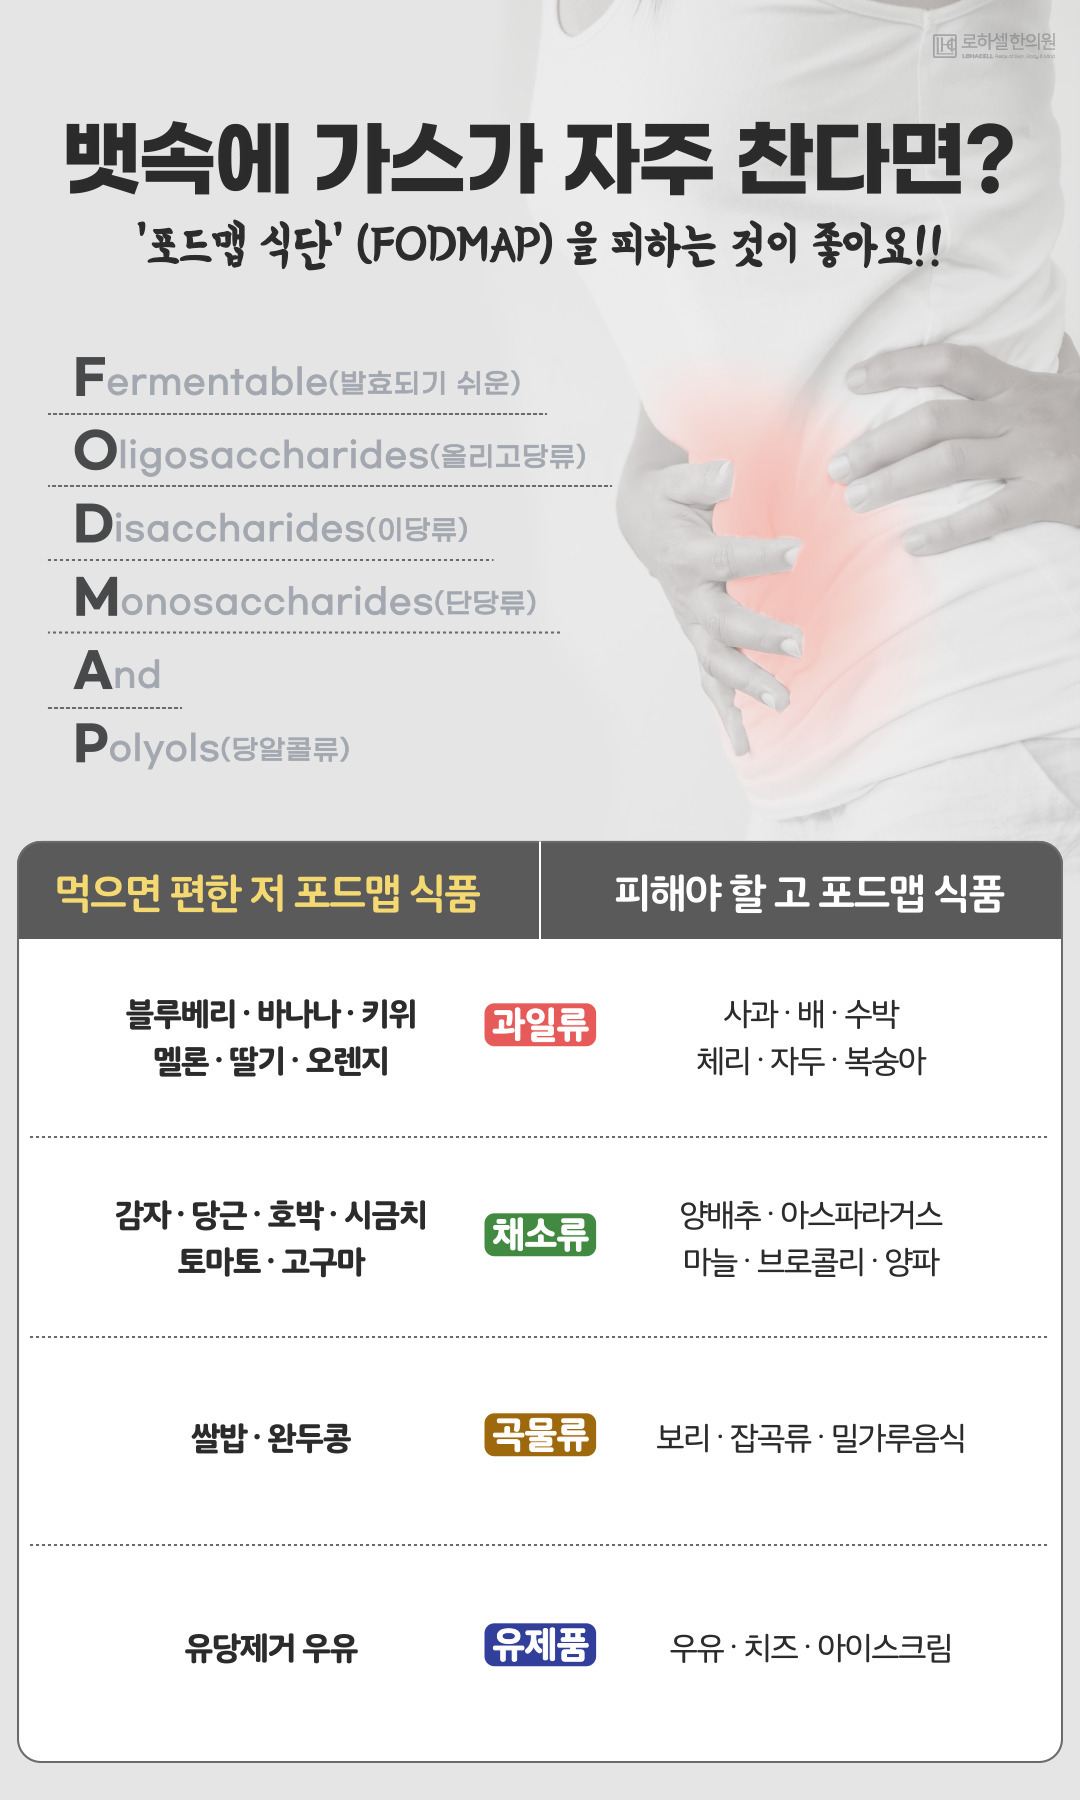 로하셀한의원
뱃속에 가스가 자주 찬다면?
'포드맵 식단' (FODMAP) 을 피하는 것이 좋아요!!
Fermentable(발효되기 쉬운)
Oligosaccharides(올리고당류)
Disaccharides(이당류)
Monosaccharides(단당류)
And
Polyols(당알콜류)
먹으면 편한 저 포드맵 식품
피해야 할 고 포드맵 식품
블루베리 · 바나나 · 키위
멜론 · 딸기 · 오렌지
과일류
사과 · 배 · 수박
체리 · 자두 · 복숭아
감자 · 당근 · 호박 · 시금치
토마토 · 고구마
채소류
양배추 · 아스파라거스
마늘 · 브로콜리 · 양파
쌀밥 · 완두콩
곡물류
보리 · 잡곡류 · 밀가루음식
유당제거 우유
유제품
우유 · 치즈 · 아이스크림